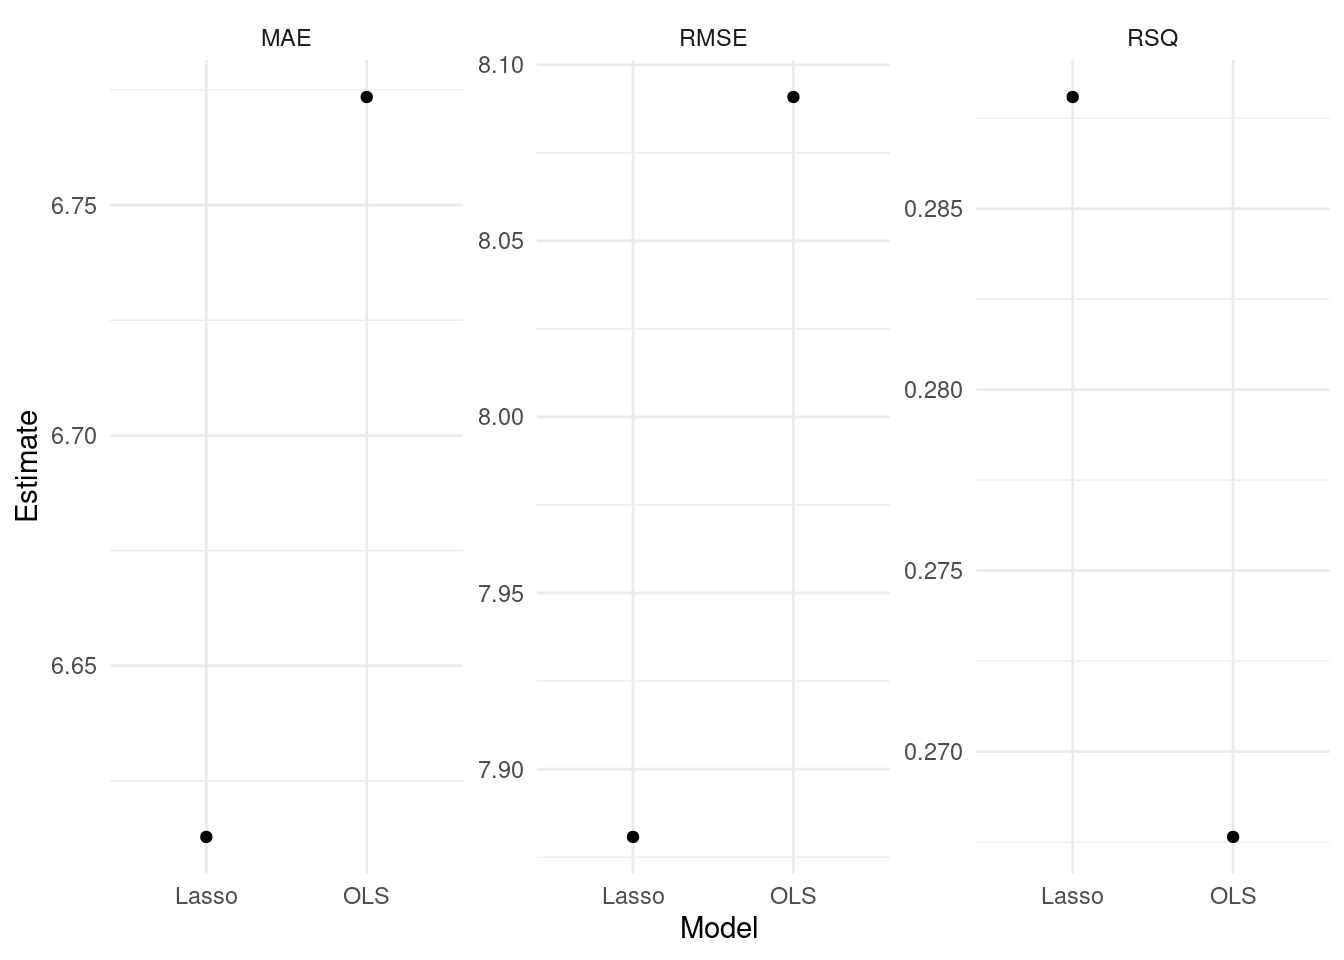 MAE
RMSE
RSQ
Estimate
6.75
6.70
6.65
8.10
8.05
8.00
7.95
7.90
0.285
0.280
0.275
0.270
Lasso OLS
Lasso OLS
Lasso OLS
Model